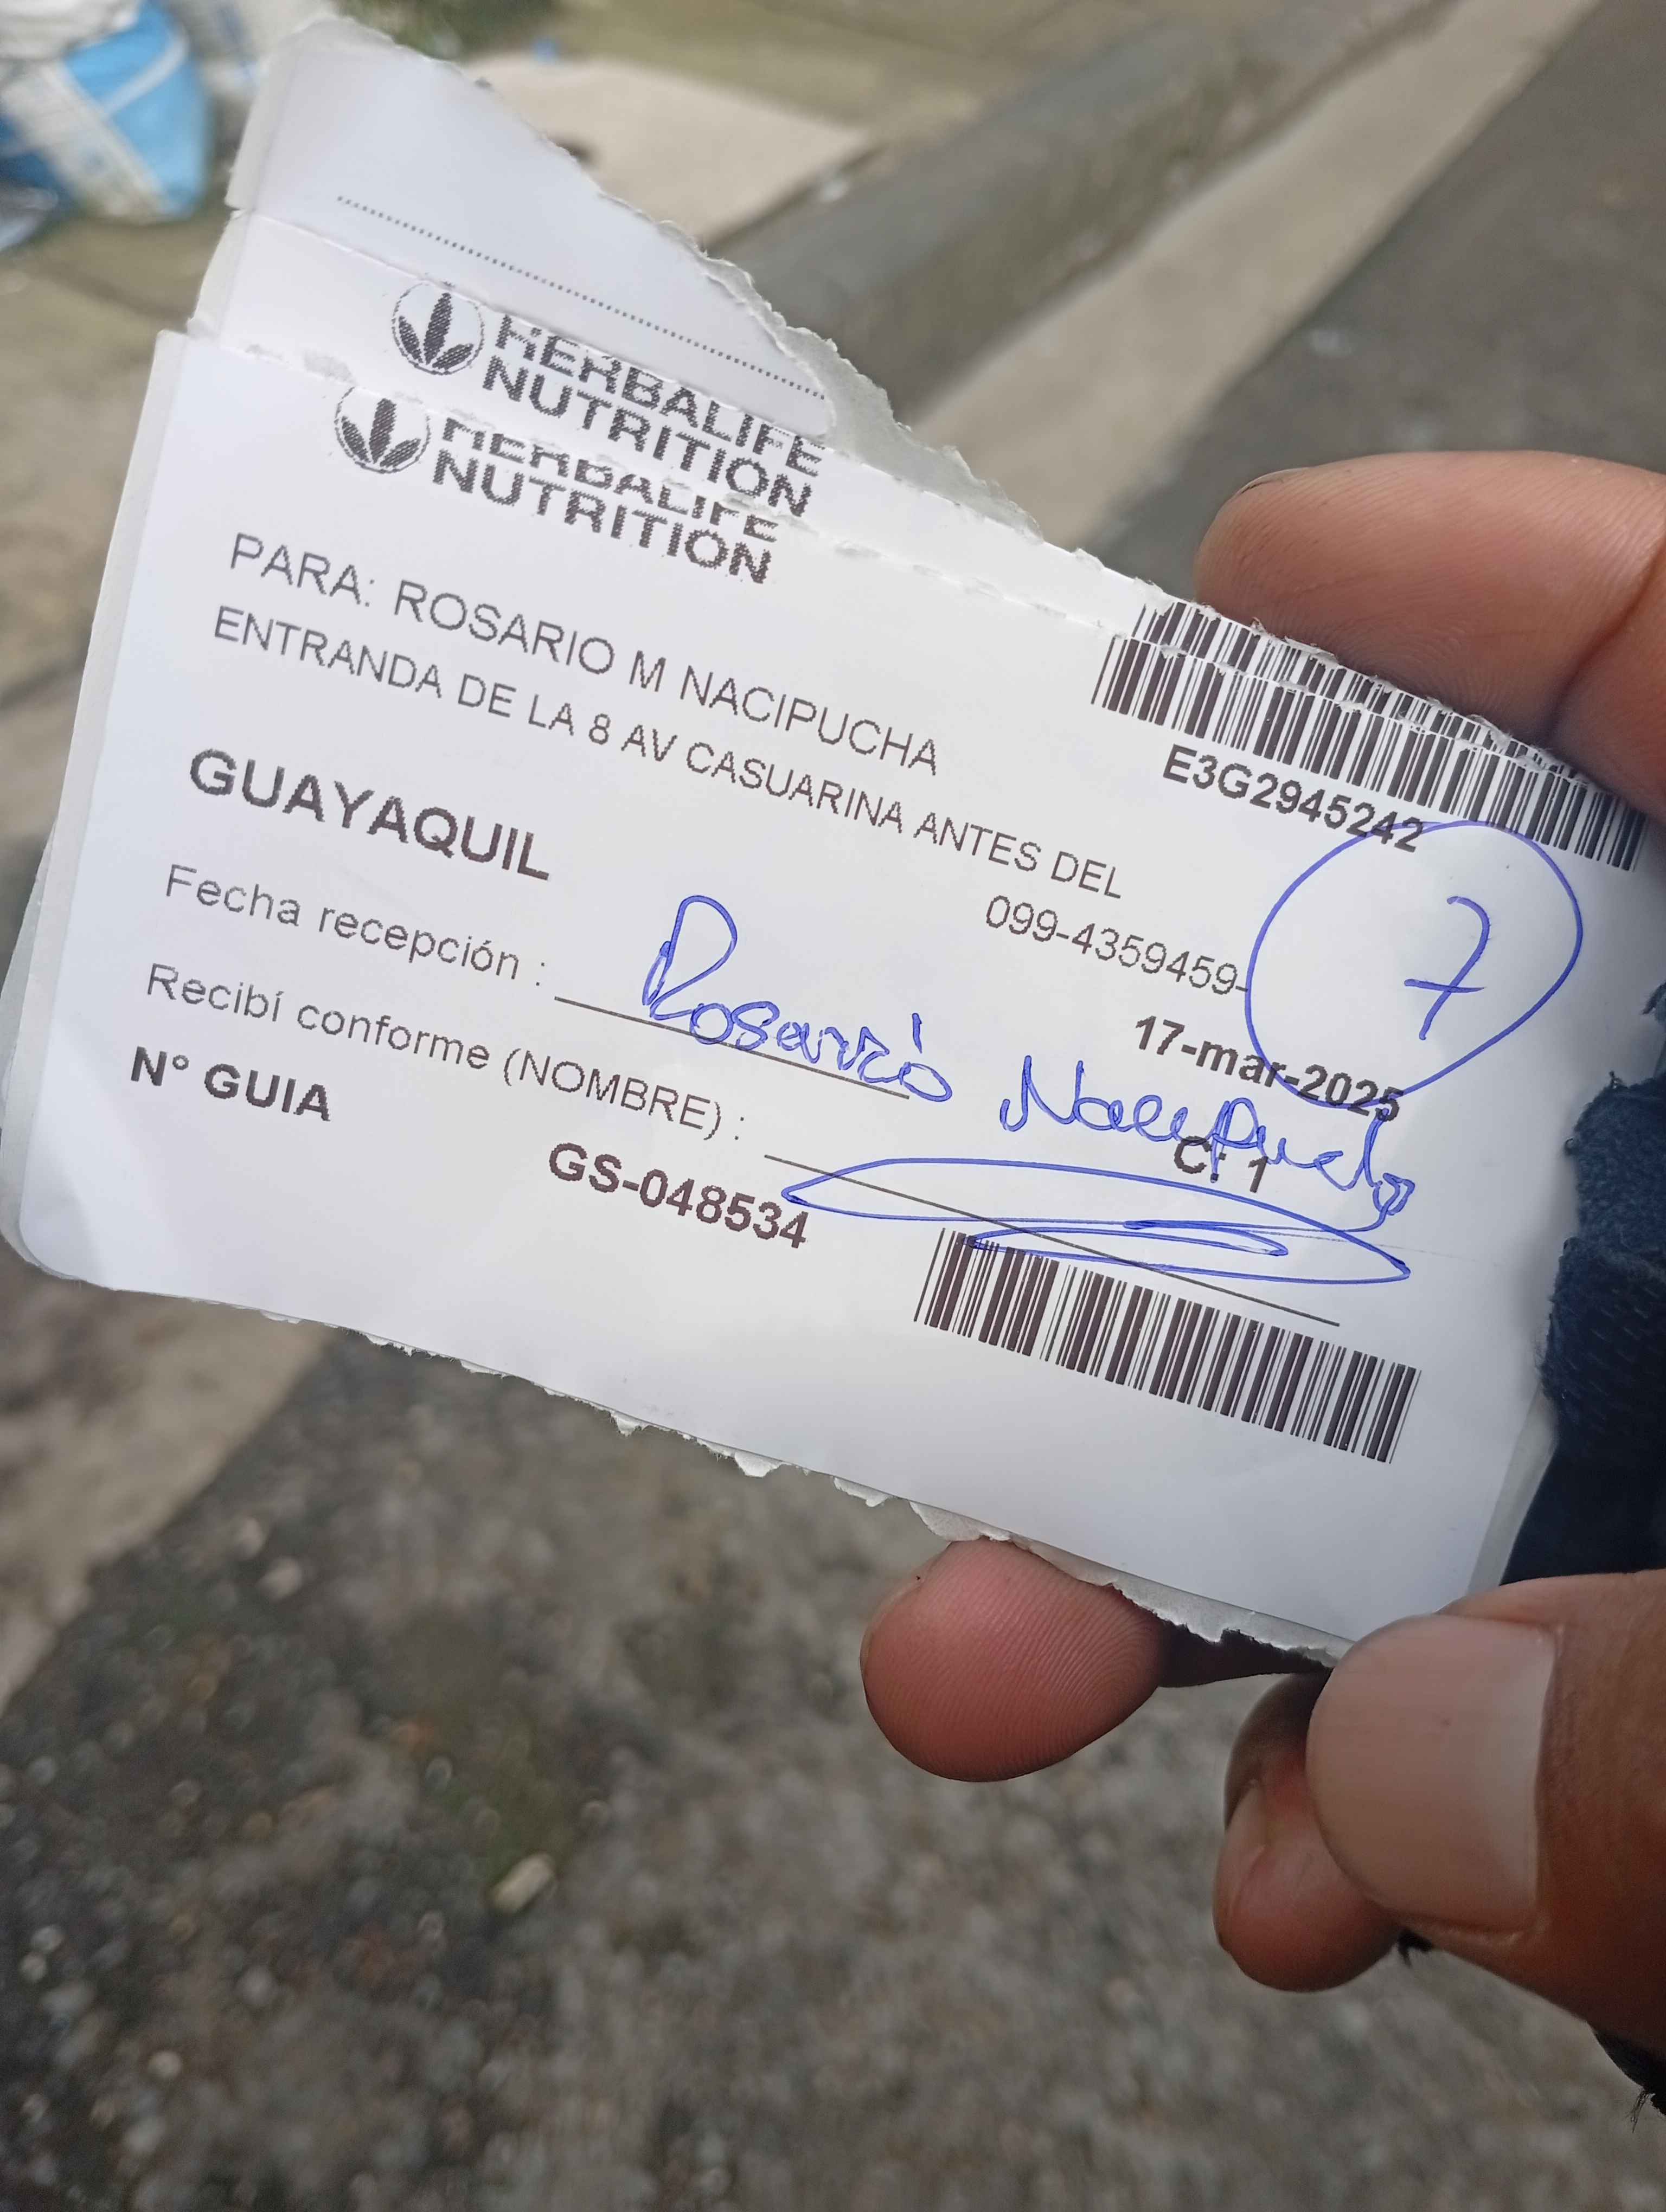 HERBALIFE
NUTRITION
HERBALIFE
NUTRITION
PARA: ROSARIO M NACIPUCHA
ENTRANDA DE LA 8 AV CASUARINA ANTES DEL
E3G2945242
GUAYAQUIL
099-4359459-
7
Fecha recepción :
17-mar-2025
Rosario Nacipucha
Recibí conforme (NOMBRE) :
C: 1
N° GUIA
GS-048534